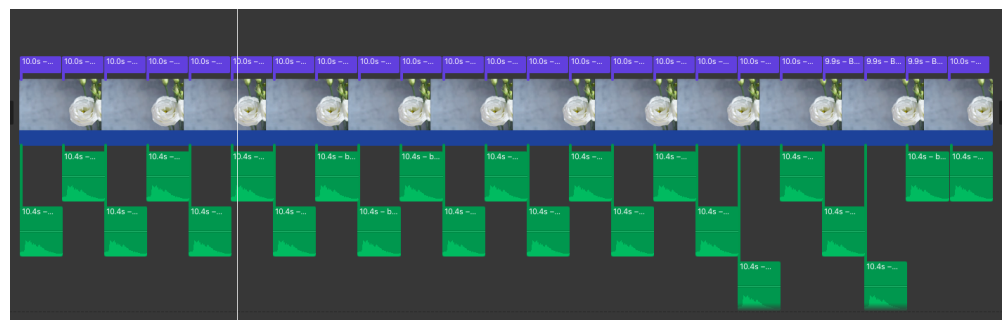 10.0s –... 10.0s –... 10.0s –... 10.0s –... 10.0s –... 10.0s –... 10.0s –... 10.0s –... 10.0s –... 10.0s –... 10.0s –... 10.0s –... 10.0s –... 10.0s –... 10.0s –... 10.0s –... 10.0s –... 10.0s –... 10.0s –... 9.9s – B... 9.9s – B... 9.9s – B... 10.0s –...
10.4s –... 10.4s –... 10.4s –... 10.4s – b... 10.4s – b... 10.4s –... 10.4s –... 10.4s –... 10.4s –... 10.4s – b... 10.4s –...
10.4s –... 10.4s –... 10.4s –... 10.4s –... 10.4s – b... 10.4s –... 10.4s –... 10.4s –... 10.4s –... 10.4s –...
10.4s –... 10.4s –...